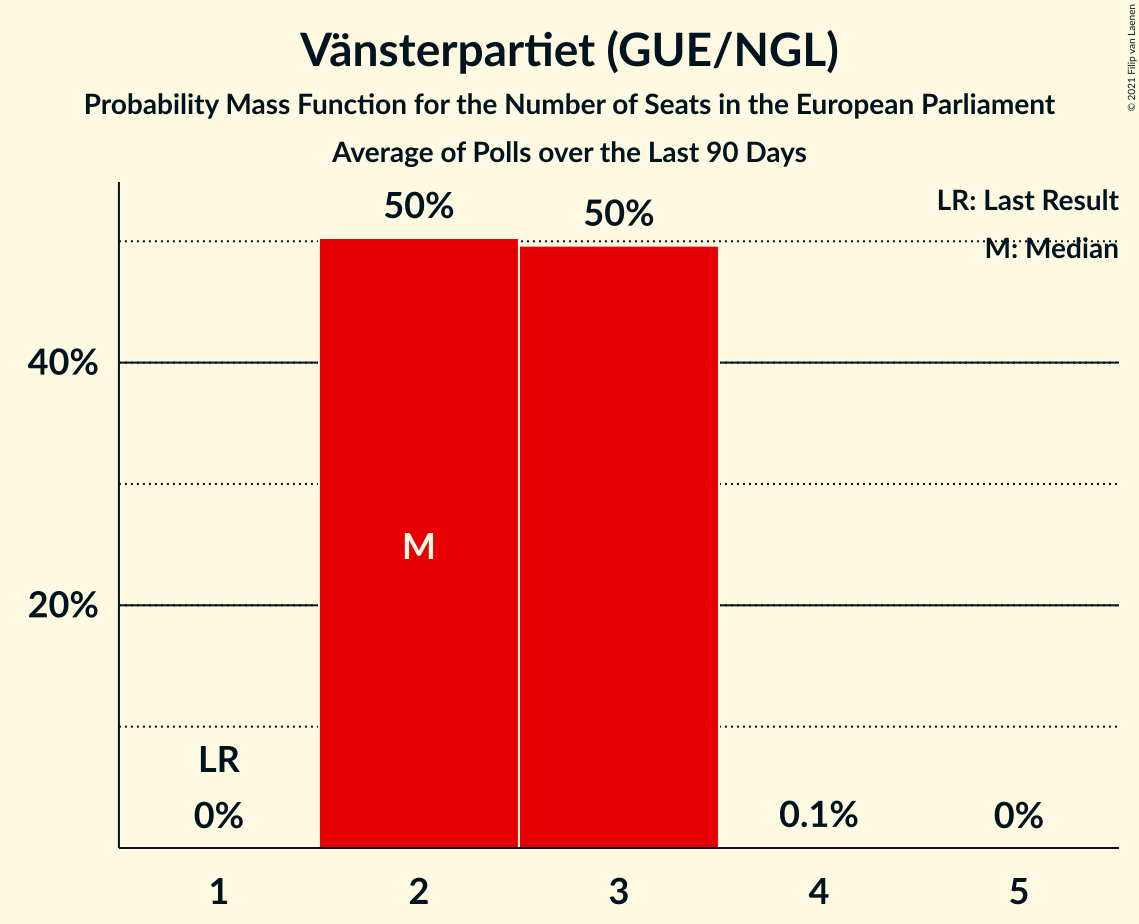 Vänsterpartiet (GUE/NGL)
Probability Mass Function for the Number of Seats in the European Parliament
Average of Polls over the Last 90 Days
© 2021 Filip van Laenen
LR: Last Result
M: Median
50%
50%
40%
M
20%
LR
0%
0.1%
0%
1
2
3
4
5